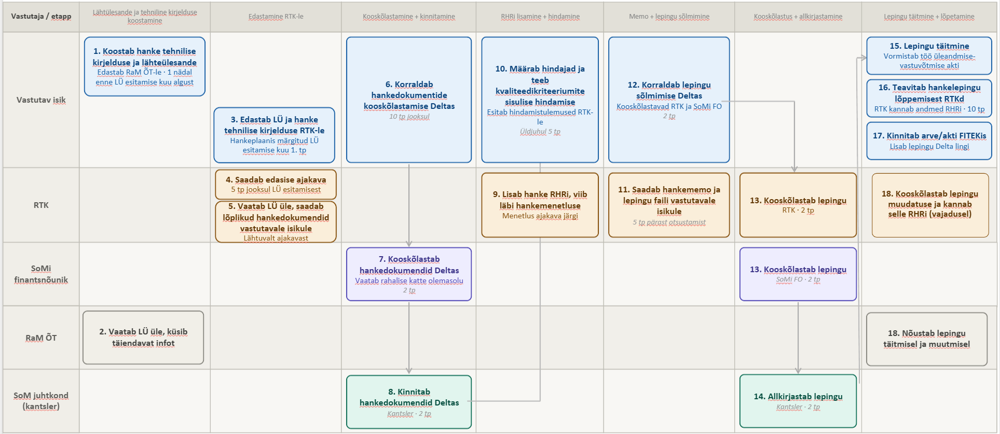 Vastutaja / etapp
Lähtülesande ja tehniline kirjelduse
koostamine
Edastamine RTK-le
Kooskõlastamine + kinnitamine
RHRi lisamine + hindamine
Memo + lepingu sõlmimine
Kooskõlastus + allkirjastamine
Lepingu täitmine + lõpetamine
Vastutav isik
1. Koostab hanke tehnilise
kirjelduse ja lähteülesande
Edastab RaM ÕT-le · 1 nädal
enne LÜ esitamise kuu algust
3. Edastab LÜ ja hanke
tehnilise kirjelduse RTK-le
Hankeplaanis märgitud LÜ
esitamise kuu 1. tp
6. Korraldab
hankedokumentide
kooskõlastamise Deltas
10 tp jooksul
10. Määrab hindajad ja
teeb
kvaliteedikriteeriumite
sisulise hindamise
Esitab hindamistulemused RTK-
le
Üldjuhul 5 tp
12. Korraldab lepingu
sõlmimise Deltas
Kooskõlastavad RTK ja SoMi FO
2 tp
15. Lepingu täitmine
Vormistab töö üleandmise-
vastuvõtmise akti
16. Teavitab hankelepingu
lõppemisest RTKd
RTK kannab andmed RHRi · 10 tp
17. Kinnitab arve/akti FITEKis
Lisab lepingu Delta lingi
RTK
4. Saadab edasise ajakava
5 tp jooksul LÜ esitamisest
5. Vaatab LÜ üle, saadab
lõplikud hankedokumendid
vastutavale isikule
Lähtuvalt ajakavast
9. Lisab hanke RHRi, viib
läbi hankemenetluse
Menetlus ajakava järgi
11. Saadab hankememo ja
lepingu faili vastutavale
isikule
5 tp pärast otsustamist
13. Kooskõlastab lepingu
RTK · 2 tp
18. Kooskõlastab lepingu
muudatuse ja kannab
selle RHRi (vajadusel)
SoMi
finantsnõunik
7. Kooskõlastab
hankedokumendid Deltas
Vaatab rahalise katte olemasolu
2 tp
13. Kooskõlastab lepingu
SoMi FO · 2 tp
RaM ÕT
2. Vaatab LÜ üle, küsib
täiendavat infot
18. Nõustab lepingu
täitmisel ja muutmisel
SoM juhtkond
(kantsler)
8. Kinnitab
hankedokumendid Deltas
Kantsler · 2 tp
14. Allkirjastab lepingu
Kantsler · 2 tp